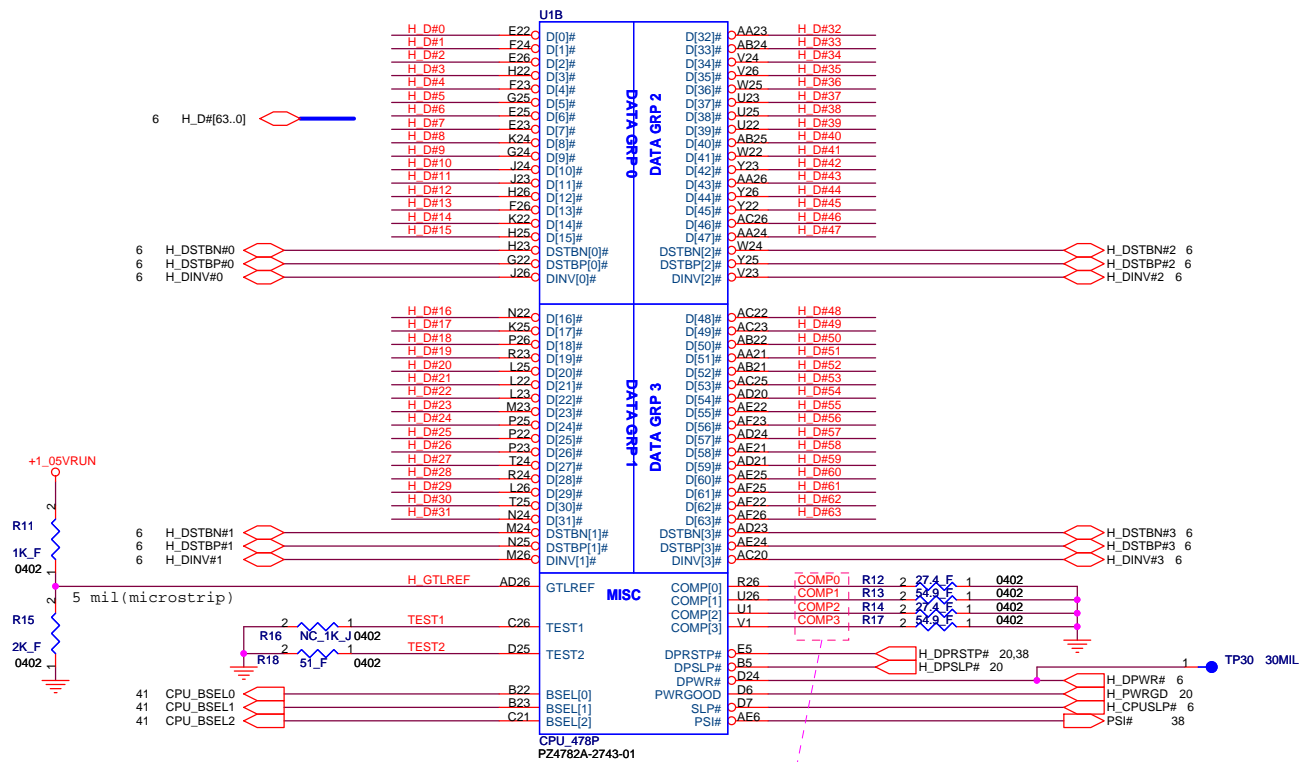 U1B
H_D#0 E22 D[0]# D[32]# AA23 H_D#32
H_D#1 F24 D[1]# D[33]# AB24 H_D#33
H_D#2 E26 D[2]# D[34]# V24 H_D#34
H_D#3 H22 D[3]# D[35]# V26 H_D#35
H_D#4 F23 D[4]# D[36]# W25 H_D#36
H_D#5 G25 D[5]# D[37]# U23 H_D#37
H_D#6 E25 D[6]# D[38]# U25 H_D#38
H_D#7 E23 D[7]# D[39]# U22 H_D#39
H_D#8 K24 D[8]# D[40]# AB25 H_D#40
H_D#9 G24 D[9]# D[41]# W22 H_D#41
H_D#10 J24 D[10]# D[42]# Y23 H_D#42
H_D#11 J23 D[11]# D[43]# AA26 H_D#43
H_D#12 H26 D[12]# D[44]# Y26 H_D#44
H_D#13 F26 D[13]# D[45]# Y22 H_D#45
H_D#14 K22 D[14]# D[46]# AC26 H_D#46
H_D#15 H25 D[15]# D[47]# AA24 H_D#47
6 H_D#[63..0]
DATA GRP 0
DATA GRP 2
6 H_DSTBN#0 H23 DSTBN[0]# DSTBN[2]# W24 H_DSTBN#2 6
6 H_DSTBP#0 G22 DSTBP[0]# DSTBP[2]# Y25 H_DSTBP#2 6
6 H_DINV#0 J26 DINV[0]# DINV[2]# V23 H_DINV#2 6
H_D#16 N22 D[16]# D[48]# AC22 H_D#48
H_D#17 K25 D[17]# D[49]# AC23 H_D#49
H_D#18 P26 D[18]# D[50]# AB22 H_D#50
H_D#19 R23 D[19]# D[51]# AA21 H_D#51
H_D#20 L25 D[20]# D[52]# AB21 H_D#52
H_D#21 L22 D[21]# D[53]# AC25 H_D#53
H_D#22 L23 D[22]# D[54]# AD20 H_D#54
H_D#23 M23 D[23]# D[55]# AE22 H_D#55
H_D#24 P25 D[24]# D[56]# AF23 H_D#56
H_D#25 P22 D[25]# D[57]# AD24 H_D#57
H_D#26 P23 D[26]# D[58]# AE21 H_D#58
H_D#27 T24 D[27]# D[59]# AD21 H_D#59
H_D#28 R24 D[28]# D[60]# AE25 H_D#60
H_D#29 L26 D[29]# D[61]# AF25 H_D#61
H_D#30 T25 D[30]# D[62]# AF22 H_D#62
H_D#31 N24 D[31]# D[63]# AF26 H_D#63
DATA GRP 1
DATA GRP 3
6 H_DSTBN#1 M24 DSTBN[1]# DSTBN[3]# AD23 H_DSTBN#3 6
6 H_DSTBP#1 N25 DSTBP[1]# DSTBP[3]# AE24 H_DSTBP#3 6
6 H_DINV#1 M26 DINV[1]# DINV[3]# AC20 H_DINV#3 6
+1_05VRUN
2
R11
1K_F
0402
1
5 mil(microstrip)
2
R15
2K_F
0402
1
H_GTLREF AD26 GTLREF
MISC
COMP[0] R26 COMP0 R12 2 27.4_F 1 0402
COMP[1] U26 COMP1 R13 2 54.9_F 1 0402
COMP[2] U1 COMP2 R14 2 27.4_F 1 0402
COMP[3] V1 COMP3 R17 2 54.9_F 1 0402
2 1 TEST1 C26 TEST1
R16 NC_1K_J 0402
2 1 TEST2 D25 TEST2
R18 51_F 0402
DPRSTP# E5 H_DPRSTP# 20,38
DPSLP# B5 H_DPSLP# 20
DPWR# D24 H_DPWR# 6
1 TP30 30MIL
PWRGOOD D6 H_PWRGD 20
SLP# D7 H_CPUSLP# 6
PSI# AE6 PSI# 38
41 CPU_BSEL0 B22 BSEL[0]
41 CPU_BSEL1 B23 BSEL[1]
41 CPU_BSEL2 C21 BSEL[2]
CPU_478P
PZ4782A-2743-01